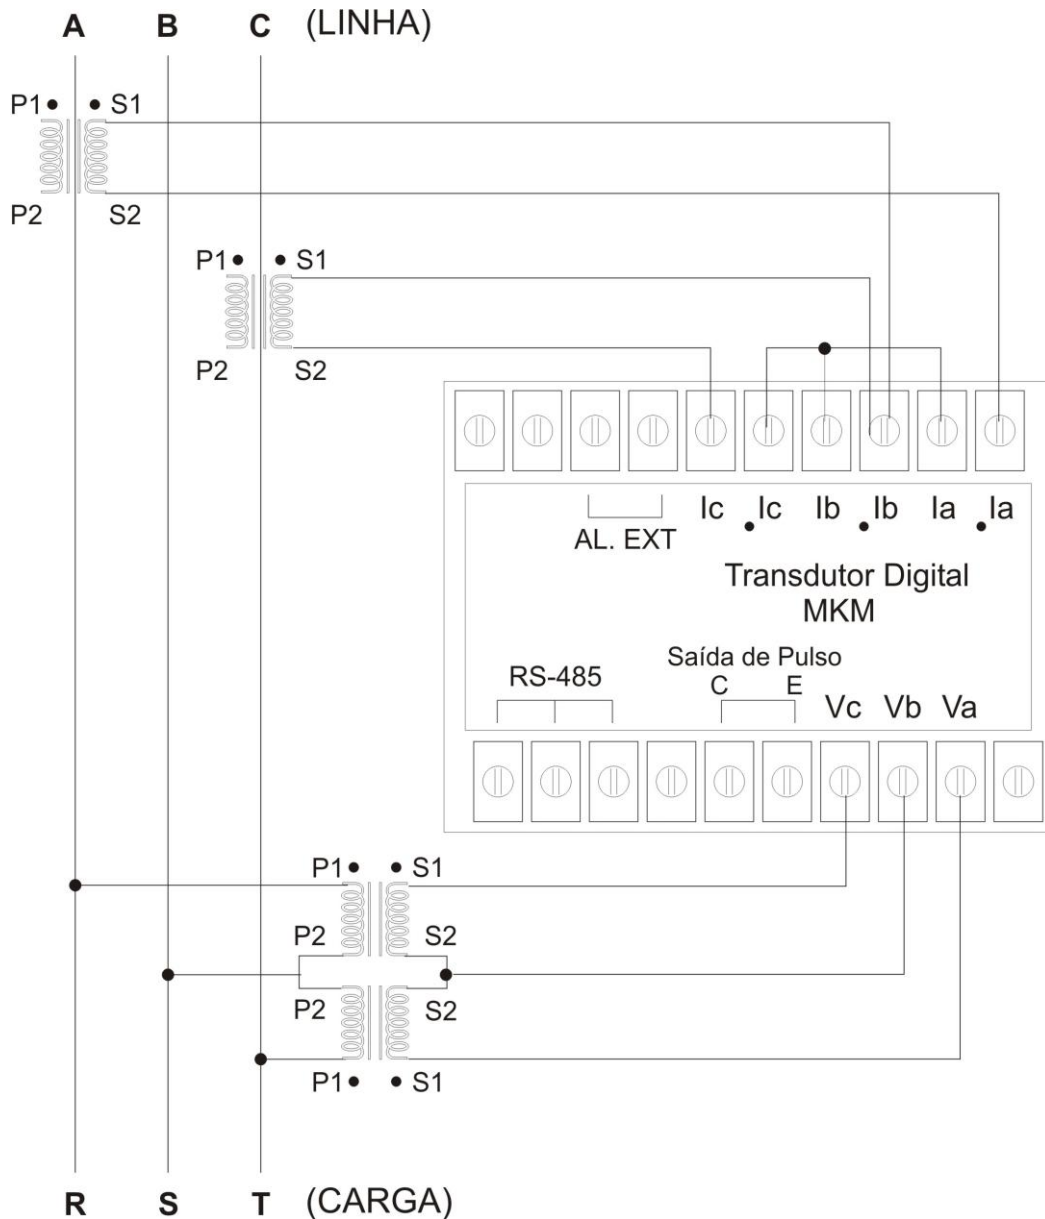 A B C (LINHA)
P1 S1
P2 S2
P1 S1
P2 S2
Ic Ic Ib Ib Ia Ia
AL. EXT
Transdutor Digital
MKM
Saída de Pulso
RS-485
C E
Vc Vb Va
P1 S1
P2 S2
P2 S2
P1 S1
R S T (CARGA)